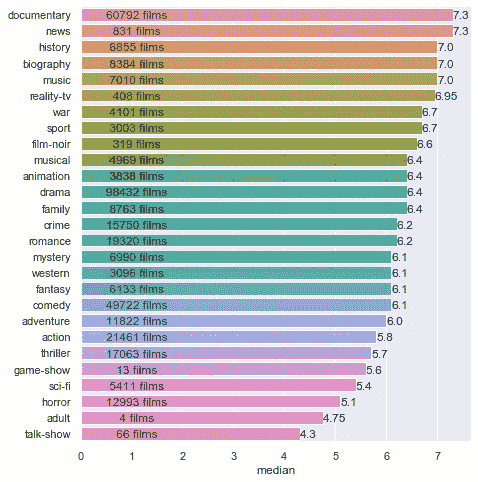 documentary 60792 films 7.3
news 831 films 7.3
history 6855 films 7.0
biography 8384 films 7.0
music 7010 films 7.0
reality-tv 408 films 6.95
war 4101 films 6.7
sport 3003 films 6.7
film-noir 319 films 6.6
musical 4969 films 6.4
animation 3838 films 6.4
drama 98432 films 6.4
family 8763 films 6.4
crime 15750 films 6.2
romance 19320 films 6.2
mystery 6990 films 6.1
western 3096 films 6.1
fantasy 6133 films 6.1
comedy 49722 films 6.1
adventure 11822 films 6.0
action 21461 films 5.8
thriller 17063 films 5.7
game-show 13 films 5.6
sci-fi 5411 films 5.4
horror 12993 films 5.1
adult 4 films 4.75
talk-show 66 films 4.3
0 1 2 3 4 5 6 7
median